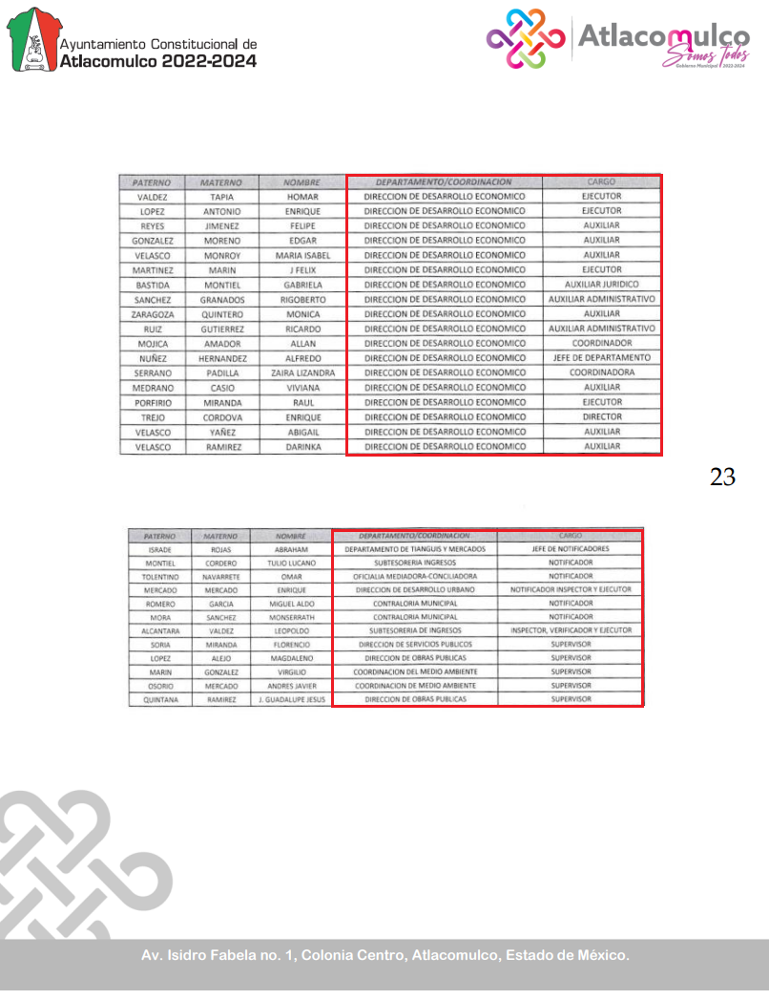 Ayuntamiento Constitucional de
Atlacomulco 2022-2024
Atlacomulco
Somos Todos
Gobierno Municipal | 2022-2024
PATERNO MATERNO NOMBRE DEPARTAMENTO/COORDINACION CARGO
VALDEZ TAPIA HOMAR DIRECCION DE DESARROLLO ECONOMICO EJECUTOR
LOPEZ ANTONIO ENRIQUE DIRECCION DE DESARROLLO ECONOMICO EJECUTOR
REYES JIMENEZ FELIPE DIRECCION DE DESARROLLO ECONOMICO AUXILIAR
GONZALEZ MORENO EDGAR DIRECCION DE DESARROLLO ECONOMICO AUXILIAR
VELASCO MONROY MARIA ISABEL DIRECCION DE DESARROLLO ECONOMICO AUXILIAR
MARTINEZ MARIN J FELIX DIRECCION DE DESARROLLO ECONOMICO EJECUTOR
BASTIDA MONTIEL GABRIELA DIRECCION DE DESARROLLO ECONOMICO AUXILIAR JURIDICO
SANCHEZ GRANADOS RIGOBERTO DIRECCION DE DESARROLLO ECONOMICO AUXILIAR ADMINISTRATIVO
ZARAGOZA QUINTERO MONICA DIRECCION DE DESARROLLO ECONOMICO AUXILIAR
RUIZ GUTIERREZ RICARDO DIRECCION DE DESARROLLO ECONOMICO AUXILIAR ADMINISTRATIVO
MOJICA AMADOR ALLAN DIRECCION DE DESARROLLO ECONOMICO COORDINADOR
NUÑEZ HERNANDEZ ALFREDO DIRECCION DE DESARROLLO ECONOMICO JEFE DE DEPARTAMENTO
SERRANO PADILLA ZAIRA LIZANDRA DIRECCION DE DESARROLLO ECONOMICO COORDINADORA
MEDRANO CASIO VIVIANA DIRECCION DE DESARROLLO ECONOMICO AUXILIAR
PORFIRIO MIRANDA RAUL DIRECCION DE DESARROLLO ECONOMICO EJECUTOR
TREJO CORDOVA ENRIQUE DIRECCION DE DESARROLLO ECONOMICO DIRECTOR
VELASCO YAÑEZ ABIGAIL DIRECCION DE DESARROLLO ECONOMICO AUXILIAR
VELASCO RAMIREZ DARINKA DIRECCION DE DESARROLLO ECONOMICO AUXILIAR
23
PATERNO MATERNO NOMBRE DEPARTAMENTO/COORDINACION CARGO
ISRADE ROJAS ABRAHAM DEPARTAMENTO DE TIANGUIS Y MERCADOS JEFE DE NOTIFICADORES
MONTIEL CORDERO TULIO LUCANO SUBTESORERIA INGRESOS NOTIFICADOR
TOLENTINO NAVARRETE OMAR OFICIALIA MEDIADORA-CONCILIADORA NOTIFICADOR
MERCADO MERCADO ENRIQUE DIRECCION DE DESARROLLO URBANO NOTIFICADOR INSPECTOR Y EJECUTOR
ROMERO GARCIA MIGUEL ALDO CONTRALORIA MUNICIPAL NOTIFICADOR
MORA SANCHEZ MONSERRATH CONTRALORIA MUNICIPAL NOTIFICADOR
ALCANTARA VALDEZ LEOPOLDO SUBTESORERIA DE INGRESOS INSPECTOR, VERIFICADOR Y EJECUTOR
SORIA MIRANDA FLORENCIO DIRECCION DE SERVICIOS PUBLICOS SUPERVISOR
LOPEZ ALEJO MAGDALENO DIRECCION DE OBRAS PUBLICAS SUPERVISOR
MARIN GONZALEZ VIRGILIO COORDINACION DEL MEDIO AMBIENTE SUPERVISOR
OSORIO MERCADO ANDRES JAVIER COORDINACION DE MEDIO AMBIENTE SUPERVISOR
QUINTANA RAMIREZ J. GUADALUPE JESUS DIRECCION DE OBRAS PUBLICAS SUPERVISOR
Av. Isidro Fabela no. 1, Colonia Centro, Atlacomulco, Estado de México.